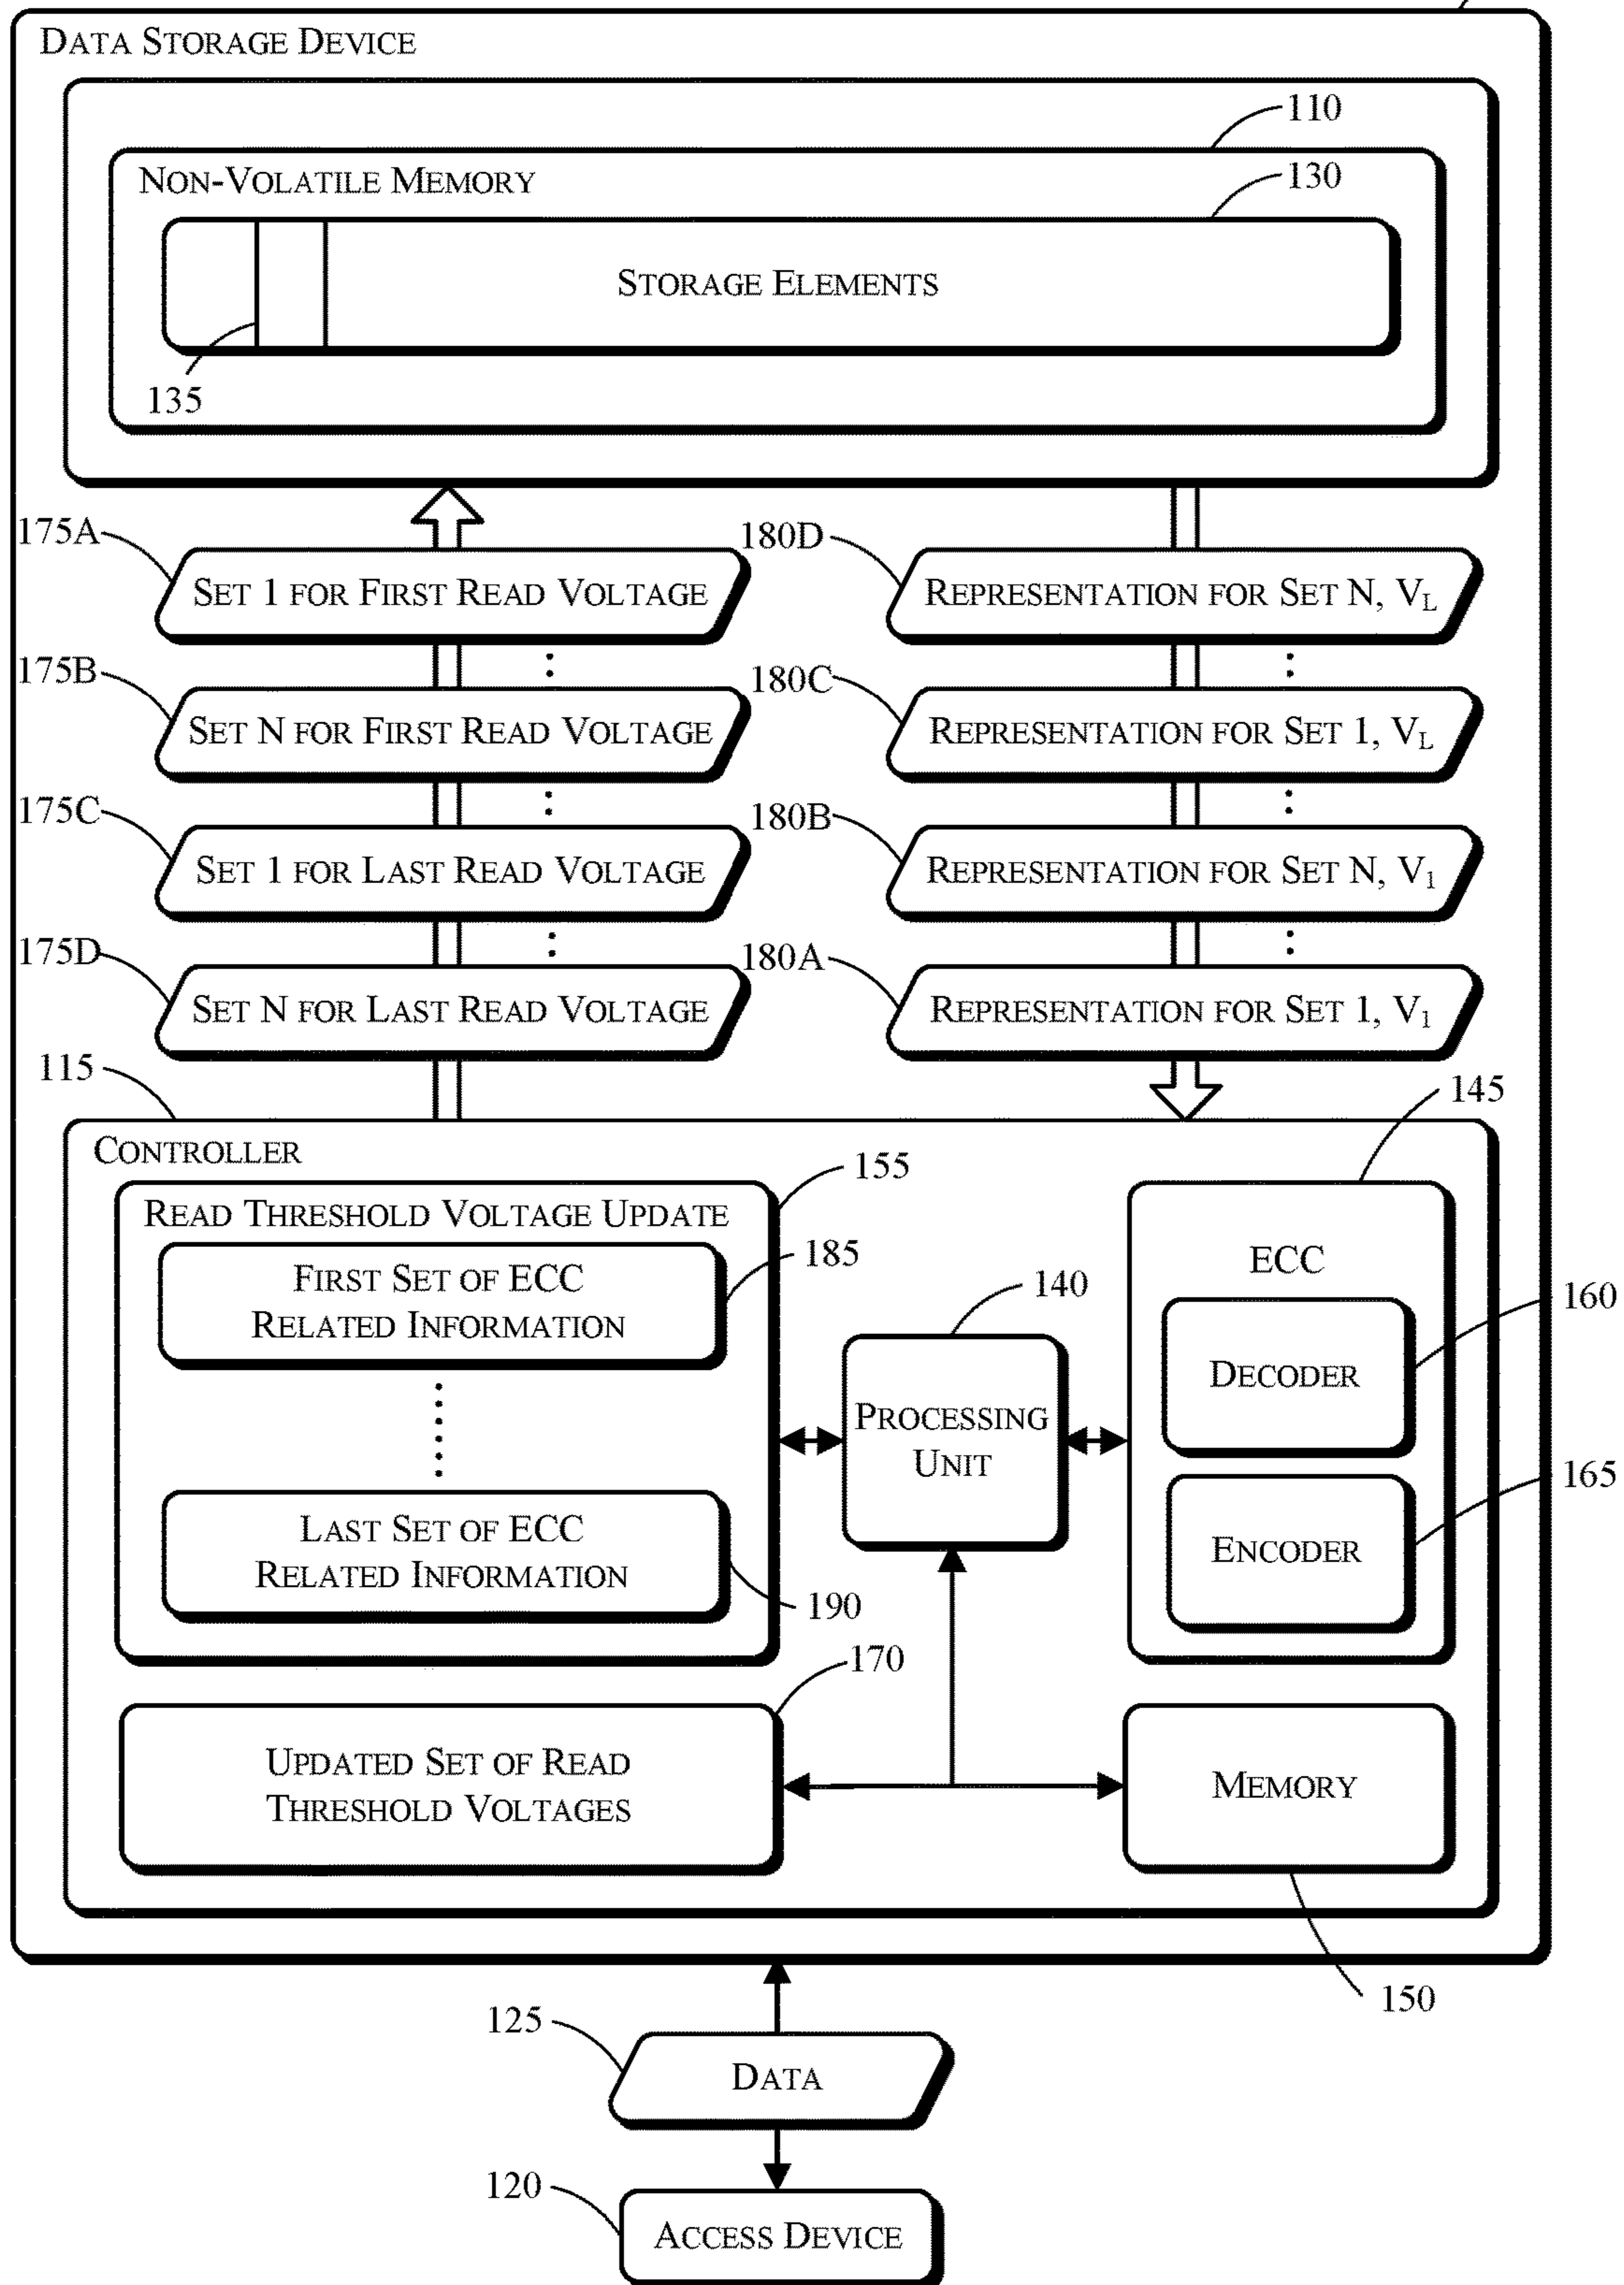 DATA STORAGE DEVICE
110
NON-VOLATILE MEMORY
130
STORAGE ELEMENTS
135
175A
180D
SET 1 FOR FIRST READ VOLTAGE
REPRESENTATION FOR SET N, VL
175B
180C
SET N FOR FIRST READ VOLTAGE
REPRESENTATION FOR SET 1, VL
175C
180B
SET 1 FOR LAST READ VOLTAGE
REPRESENTATION FOR SET N, V1
175D
180A
SET N FOR LAST READ VOLTAGE
REPRESENTATION FOR SET 1, V1
115
145
CONTROLLER
155
READ THRESHOLD VOLTAGE UPDATE
185
FIRST SET OF ECC
RELATED INFORMATION
140
ECC
160
DECODER
PROCESSING
UNIT
165
LAST SET OF ECC
RELATED INFORMATION
ENCODER
190
170
UPDATED SET OF READ
THRESHOLD VOLTAGES
MEMORY
150
125
DATA
120
ACCESS DEVICE